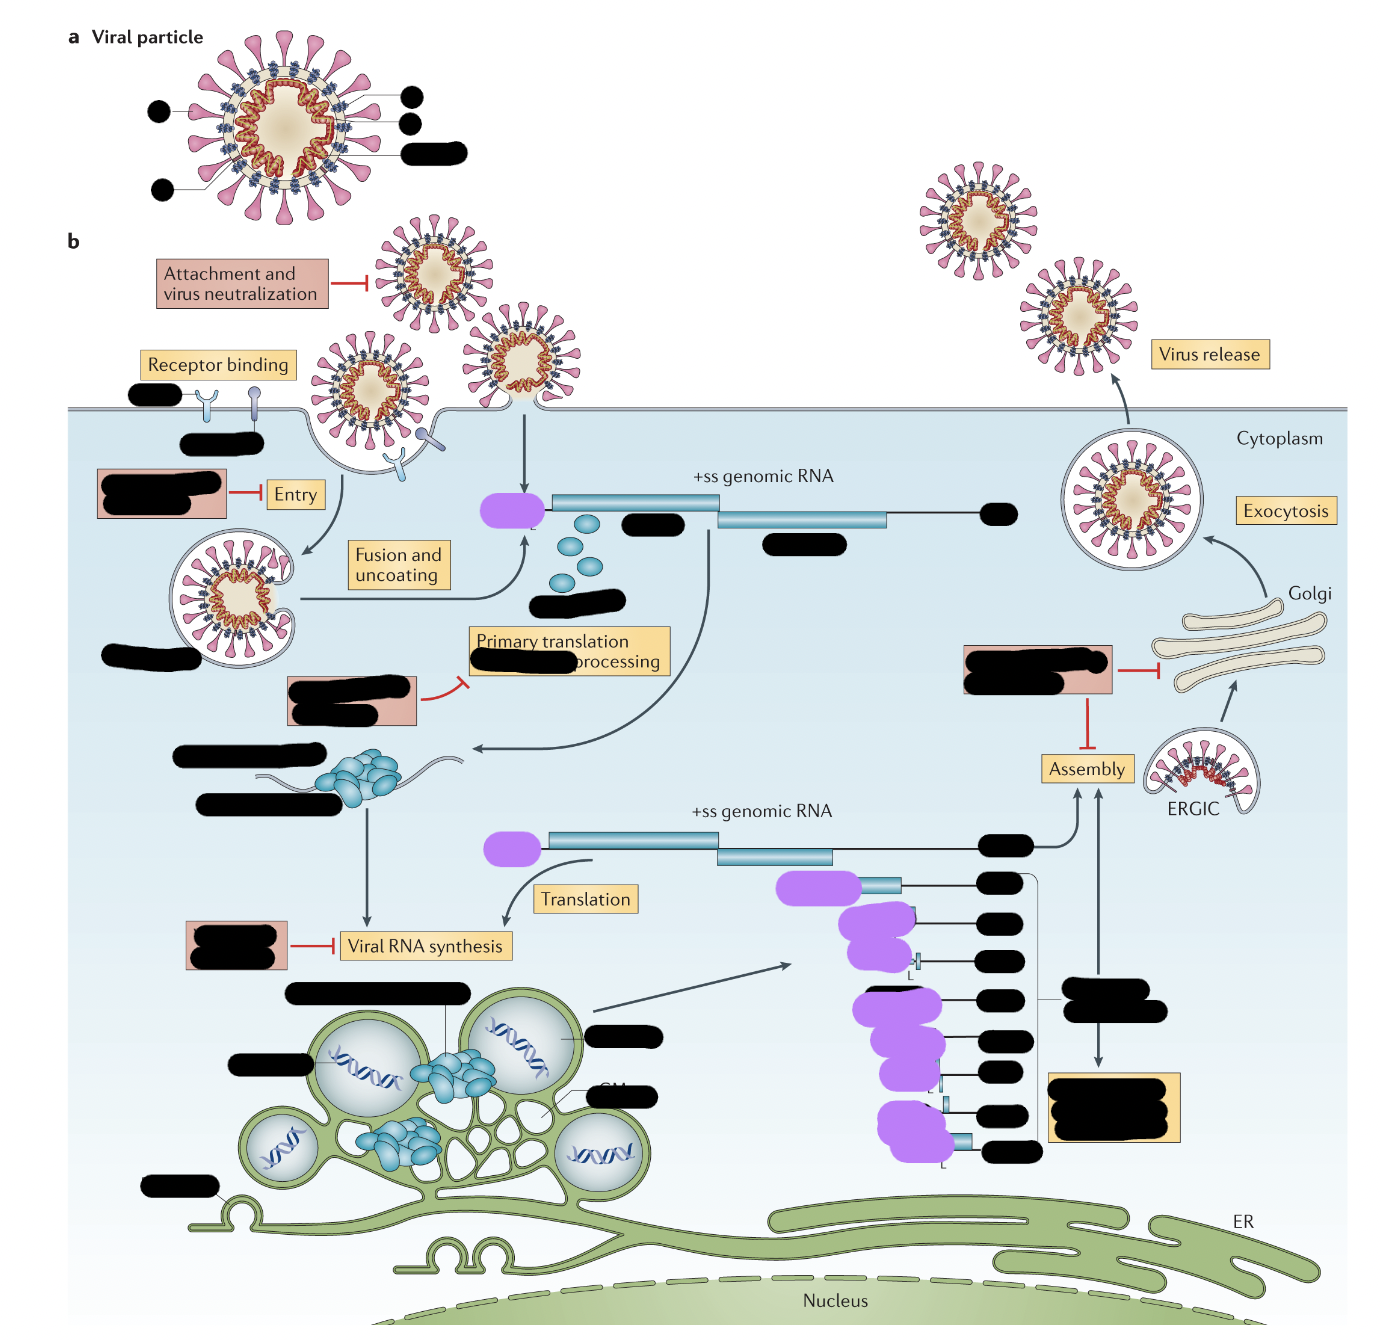 a Viral particle
b
Attachment and
virus neutralization
Receptor binding
Virus release
Cytoplasm
+ss genomic RNA
Entry
Exocytosis
Fusion and
uncoating
Golgi
Primary translation
processing
Assembly
ERGIC
+ss genomic RNA
Translation
Viral RNA synthesis
L
L
ER
Nucleus